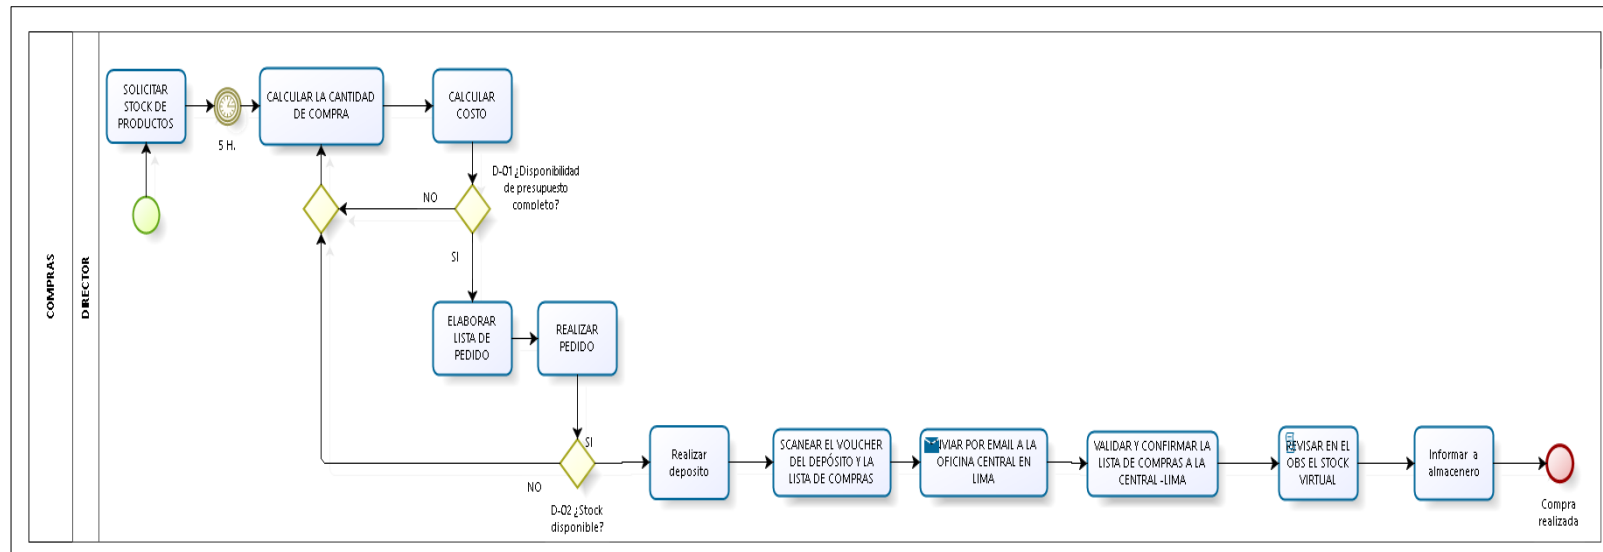 COMPRAS
DIRECTOR
SOLICITAR
STOCK DE
PRODUCTOS
5 H.
CALCULAR LA CANTIDAD
DE COMPRA
CALCULAR
COSTO
D-01 ¿Disponibilidad
de presupuesto
completo?
NO
SI
ELABORAR
LISTA DE
PEDIDO
REALIZAR
PEDIDO
SI
NO
D-02 ¿Stock
disponible?
Realizar
deposito
SCANEAR EL VOUCHER
DEL DEPÓSITO Y LA
LISTA DE COMPRAS
NVIAR POR EMAIL A LA
OFICINA CENTRAL EN
LIMA
VALIDAR Y CONFIRMAR LA
LISTA DE COMPRAS A LA
CENTRAL -LIMA
REVISAR EN EL
OBS EL STOCK
VIRTUAL
Informar a
almacenero
Compra
realizada